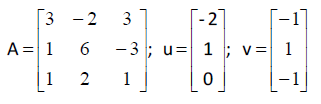 A = [3 -2 3; 1 6 -3; 1 2 1]; u = [-2; 1; 0]; v = [-1; 1; -1]